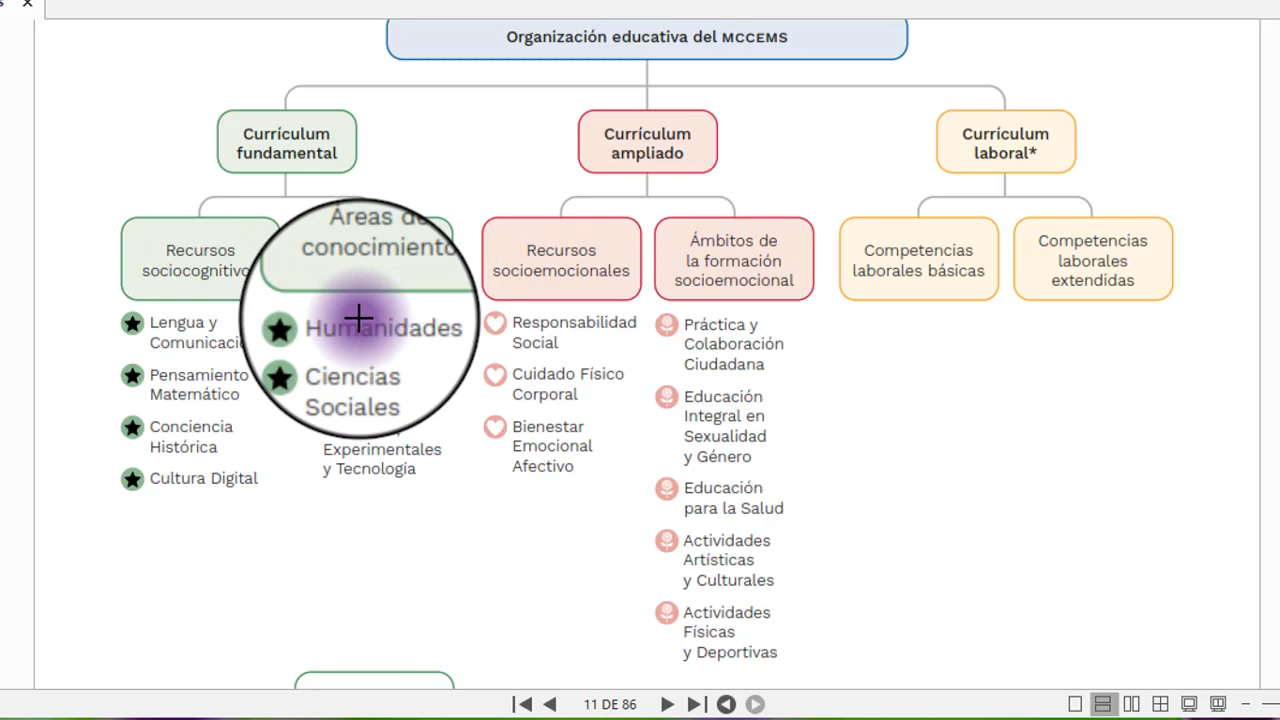 Organización educativa del MCCEMS
Currículum
fundamental
Currículum
ampliado
Currículum
laboral*
Recursos
Áreas de
conocimiento
Recursos
socioemocionales
Ámbitos de
la formación
socioemocional
Competencias
laborales básicas
Competencias
laborales
extendidas
Lengua y
Pensamiento
Matemático
Conciencia
Histórica
Cultura Digital
Humanidades
Ciencias
Sociales
Experimentales
y Tecnología
Responsabilidad
Social
Cuidado Físico
Corporal
Bienestar
Emocional
Afectivo
Práctica y
Colaboración
Ciudadana
Educación
Integral en
Sexualidad
y Género
Educación
para la Salud
Actividades
Artísticas
y Culturales
Actividades
Físicas
y Deportivas
11 DE 86